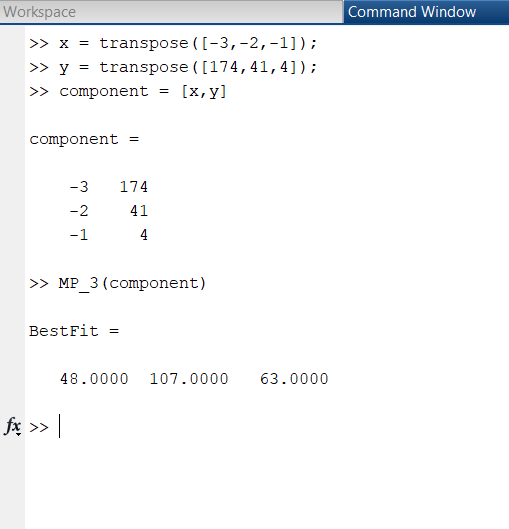 Workspace Command Window
>> x = transpose([-3,-2,-1]);
>> y = transpose([174,41,4]);
>> component = [x,y]
component =
-3 174
-2 41
-1 4
>> MP_3(component)
BestFit =
48.0000 107.0000 63.0000
fx >>